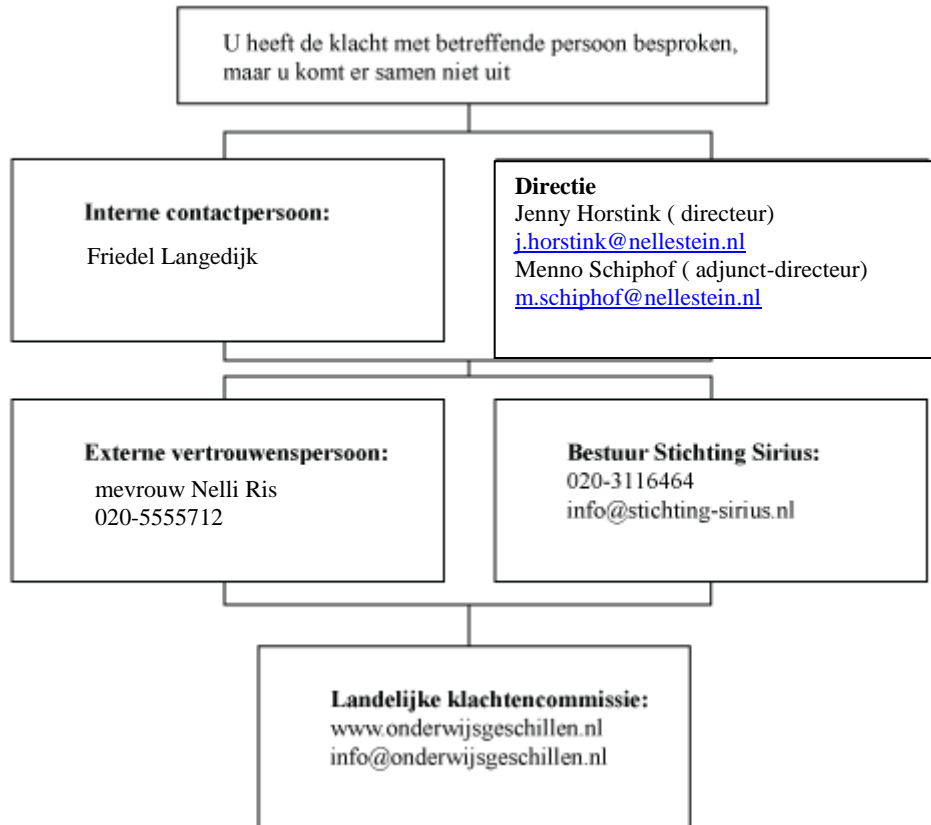 U heeft de klacht met betreffende persoon besproken,
maar u komt er samen niet uit
Interne contactpersoon:
Friedel Langedijk
Directie
Jenny Horstink ( directeur)
j.horstink@nellestein.nl
Menno Schiphof ( adjunct-directeur)
m.schiphof@nellestein.nl
Externe vertrouwenspersoon:
mevrouw Nelli Ris
020-5555712
Bestuur Stichting Sirius:
020-3116464
info@stichting-sirius.nl
Landelijke klachtencommissie:
www.onderwijsgeschillen.nl
info@onderwijsgeschillen.nl